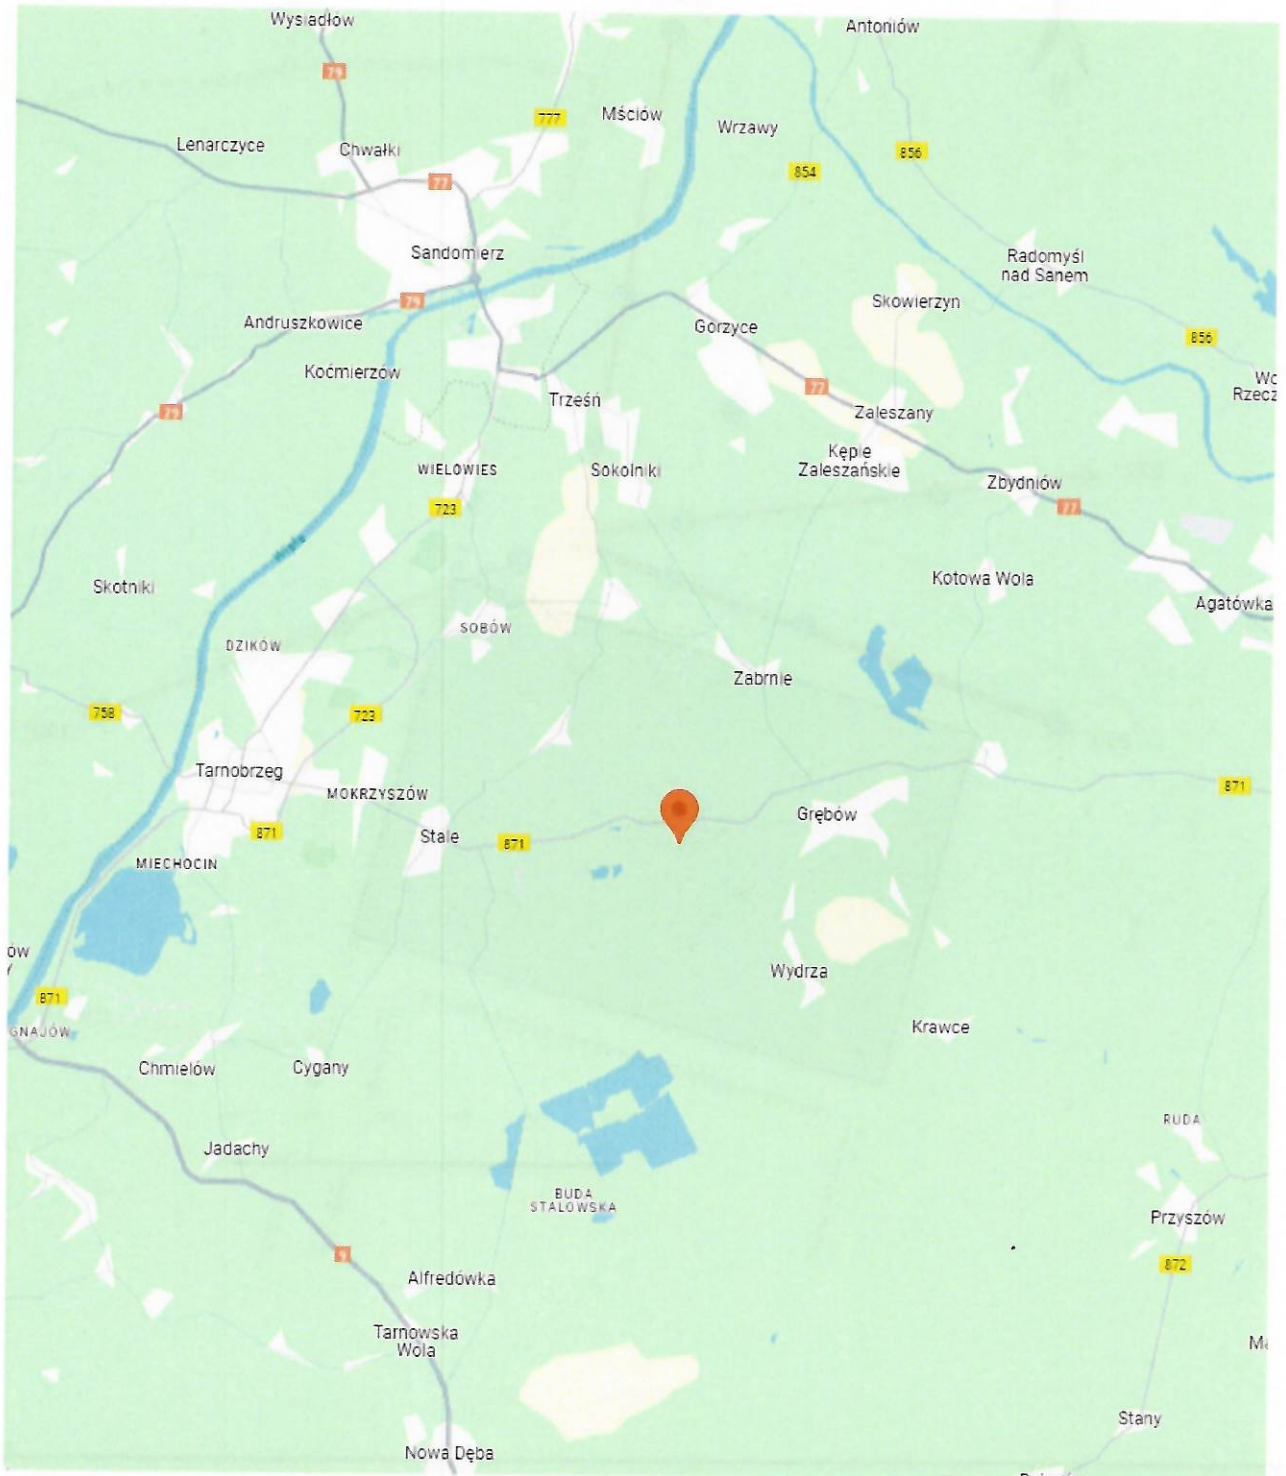 Wysiadłów
Antoniów
79
777
Mściów
Wrzawy
Lenarczyce
Chwałki
856
854
77
Sandomierz
Radomyśl
nad Sanem
79
Skowierzyn
Andruszkowice
Gorzyce
856
Koćmierzów
Wo
Rzecz
77
79
Trześń
Zaleszany
Kępie
Zaleszańskie
WIELOWIES
Sokolniki
Zbydniów
723
77
Skotniki
Kotowa Wola
Agatówka
SOBÓW
DZIKÓW
Zabrnie
758
723
Tarnobrzeg
MOKRZYSZÓW
871
Grębów
871
Stale
871
MIECHOCIN
ów
y
Wydrza
871
GNAJÓW
Krawce
Chmielów
Cygany
RUDA
Jadachy
BUDA
STALOWSKA
Przyszów
9
872
Alfredówka
Tarnowska
Wola
Stany
Nowa Dęba